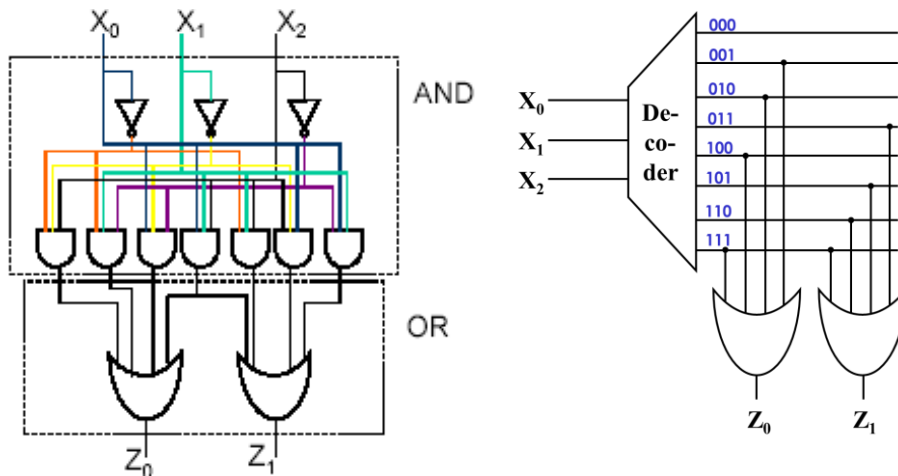 X₀ X₁ X₂
AND
OR
Z₀ Z₁
000
001
010
011
100
101
110
111
X₀
X₁
X₂
De-
co-
der
Z₀ Z₁